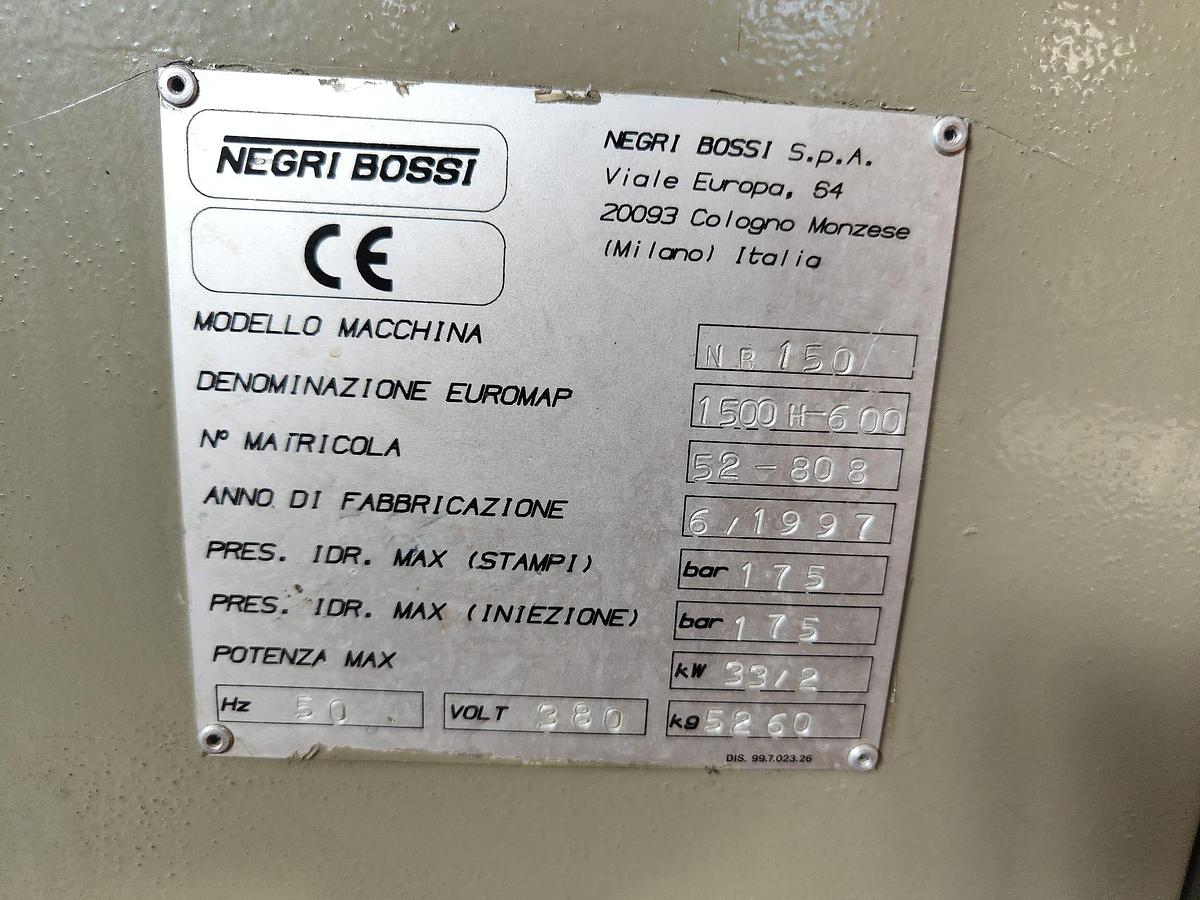 NEGRI BOSSI
CE
NEGRI BOSSI S.p.A.
Viale Europa, 64
20093 Cologno Monzese
(Milano) Italia
MODELLO MACCHINA NB 150
DENOMINAZIONE EUROMAP 1500H-600
Nº MATRICOLA 52-808
ANNO DI FABBRICAZIONE 6/1997
PRES. IDR. MAX (STAMPI) bar 175
PRES. IDR. MAX (INIEZIONE) bar 175
POTENZA MAX kW 33/2
Hz 50 VOLT 380 kg 5260
DIS. 99.7.023.26